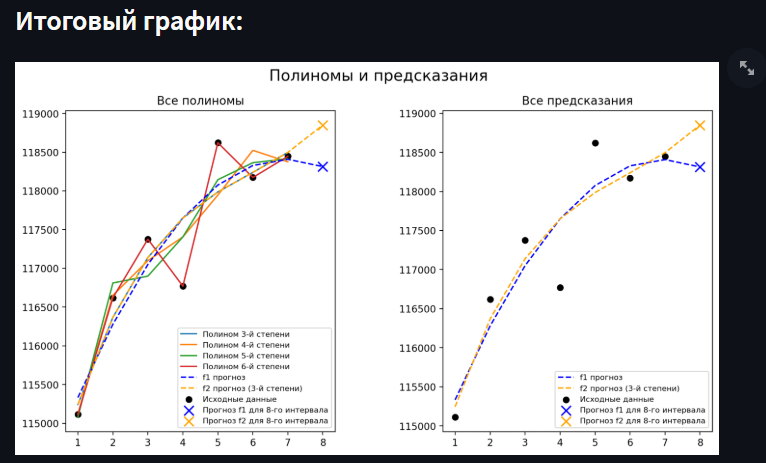 Итоговый график:
Полиномы и предсказания
Все полиномы
119000
118500
118000
117500
117000
116500
116000
115500
115000
1 2 3 4 5 6 7 8
Полином 3-й степени
Полином 4-й степени
Полином 5-й степени
Полином 6-й степени
f1 прогноз
f2 прогноз (3-й степени)
Исходные данные
Прогноз f1 для 8-го интервала
Прогноз f2 для 8-го интервала
Все предсказания
119000
118500
118000
117500
117000
116500
116000
115500
115000
1 2 3 4 5 6 7 8
f1 прогноз
f2 прогноз (3-й степени)
Исходные данные
Прогноз f1 для 8-го интервала
Прогноз f2 для 8-го интервала